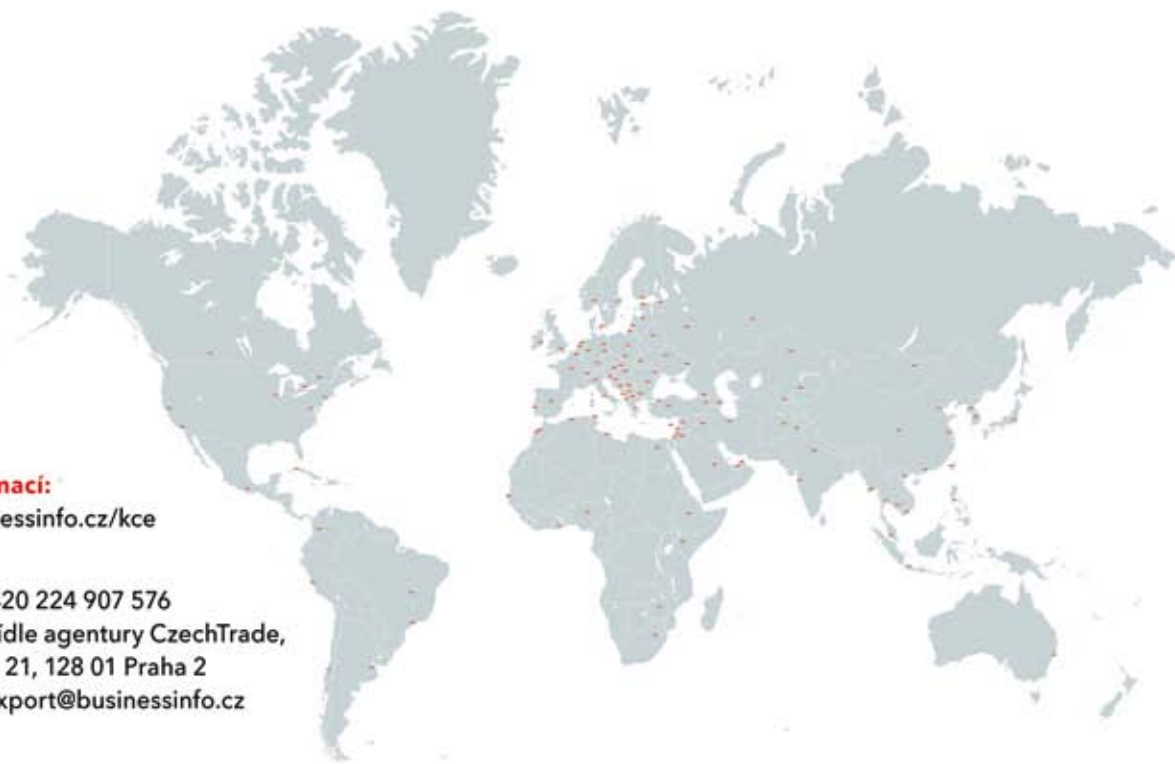 mací:
essinfo.cz/kce
20 224 907 576
ídle agentury CzechTrade,
21, 128 01 Praha 2
xport@businessinfo.cz